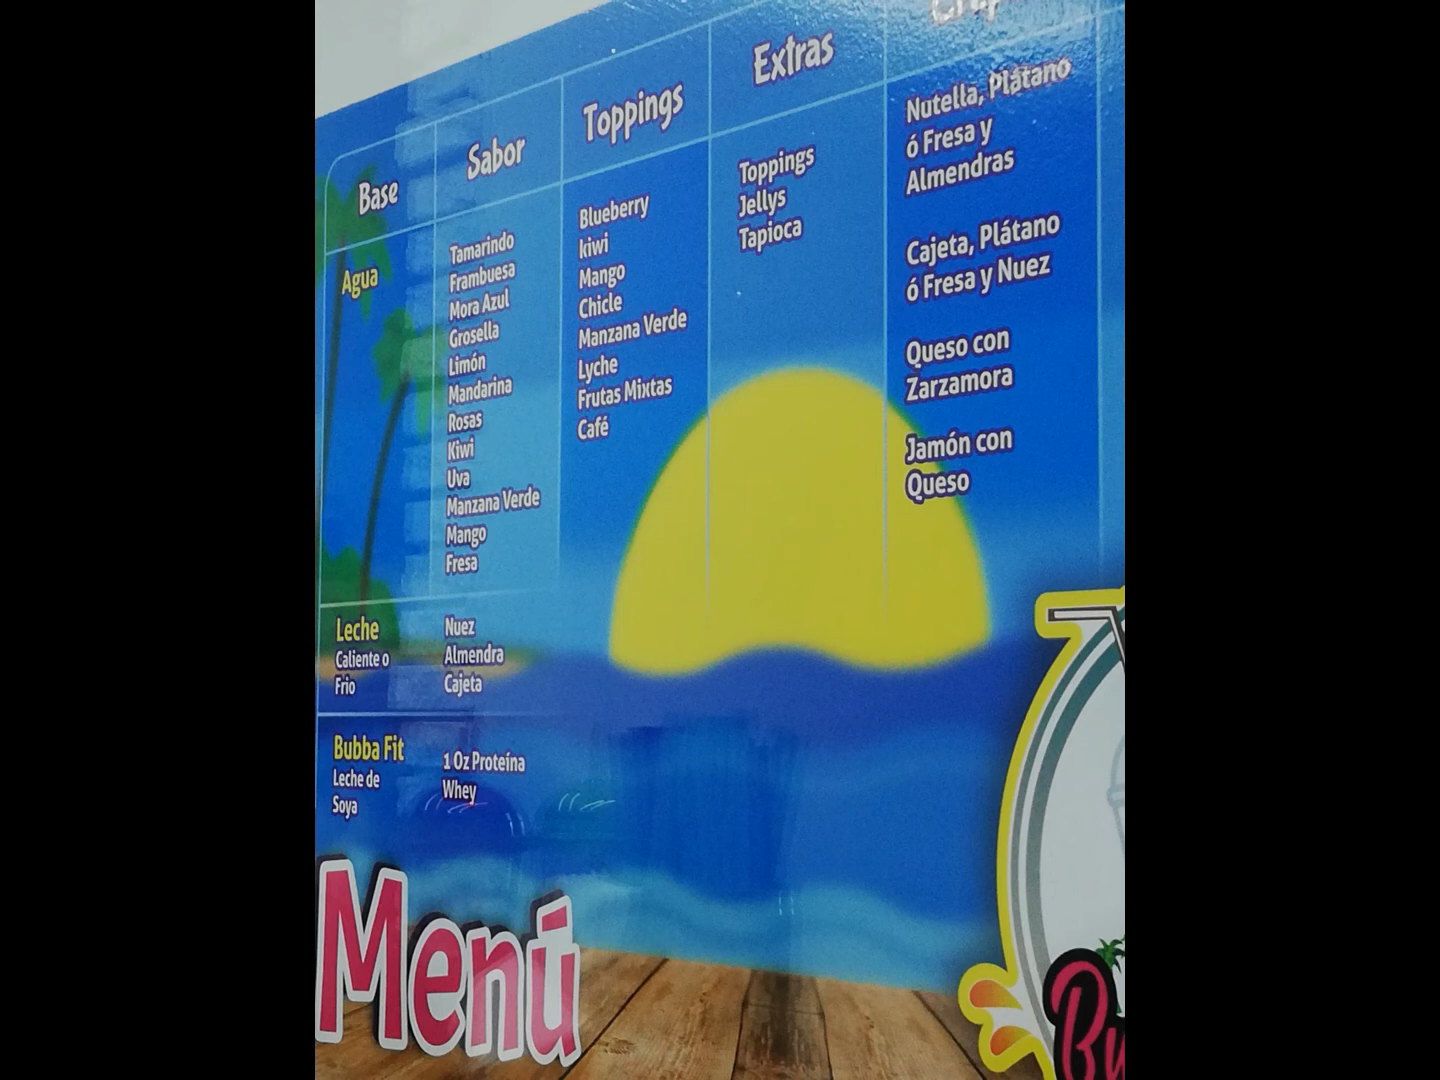 Base
Agua
Leche
Caliente o
Frio
Bubba Fit
Leche de
Soya
Sabor
Tamarindo
Frambuesa
Mora Azul
Grosella
Limón
Mandarina
Rosas
Kiwi
Uva
Manzana Verde
Mango
Fresa
Nuez
Almendra
Cajeta
1 Oz Proteína
Whey
Toppings
Blueberry
kiwi
Mango
Chicle
Manzana Verde
Lyche
Frutas Mixtas
Café
Extras
Toppings
Jellys
Tapioca
Nutella, Plátano
ó Fresa y
Almendras
Cajeta, Plátano
ó Fresa y Nuez
Queso con
Zarzamora
Jamón con
Queso
Menú